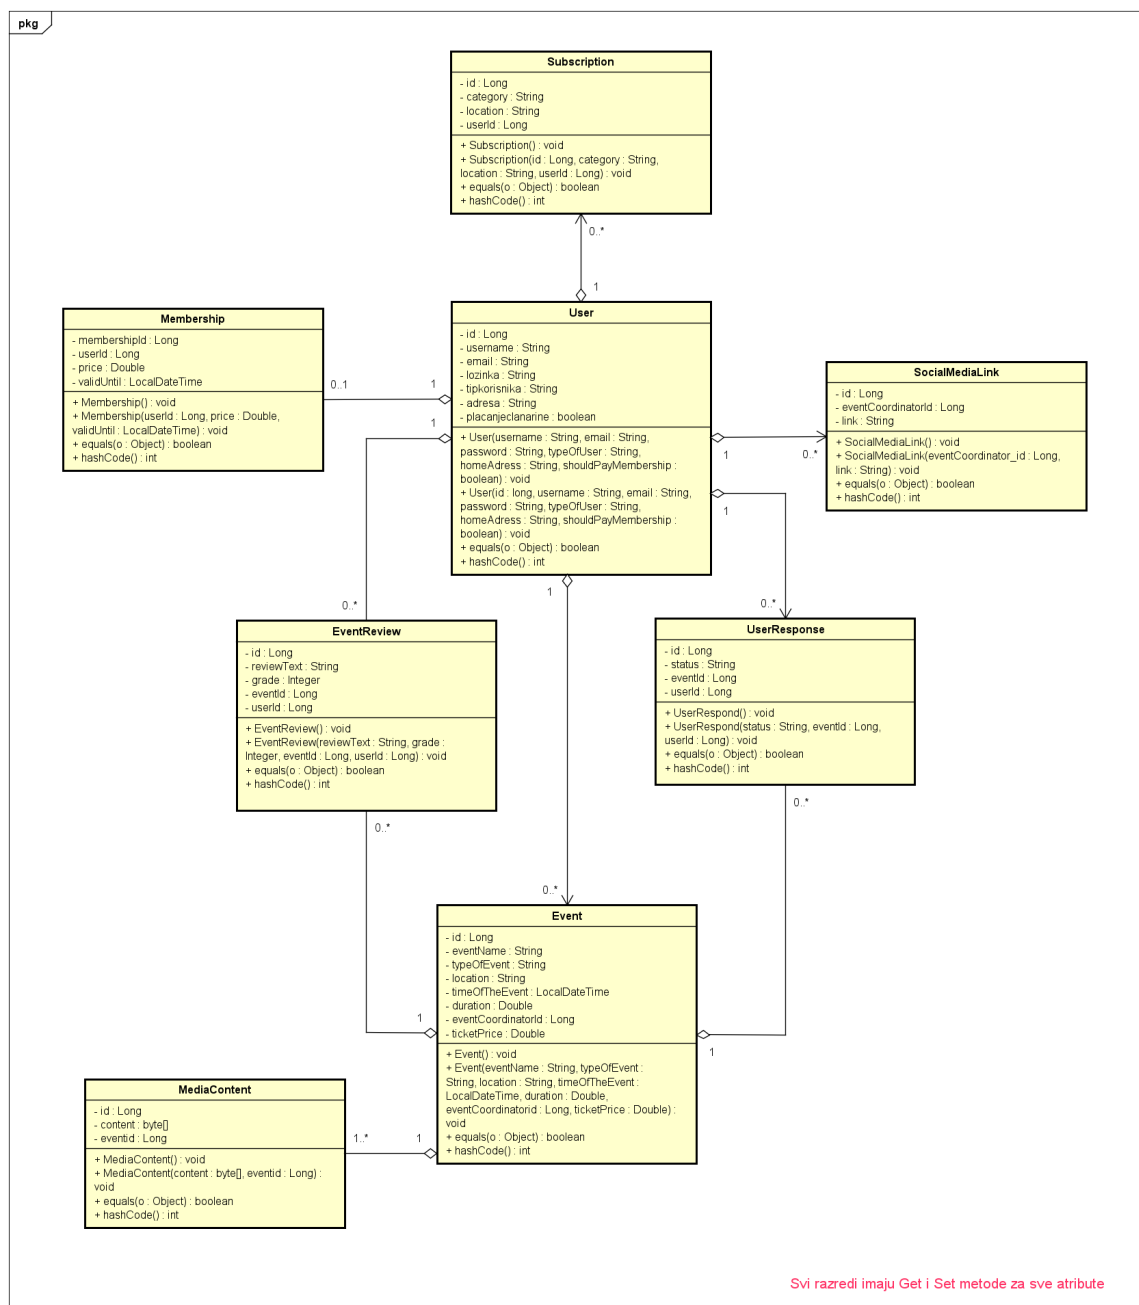 pkg
Subscription
- id : Long
- category : String
- location : String
- userId : Long
+ Subscription() : void
+ Subscription(id : Long, category : String,
location : String, userId : Long) : void
+ equals(o : Object) : boolean
+ hashCode() : int
0..*
1
Membership
- membershipId : Long
- userId : Long
- price : Double
- validUntil : LocalDateTime
+ Membership() : void
+ Membership(userId : Long, price : Double,
validUntil : LocalDateTime) : void
+ equals(o : Object) : boolean
+ hashCode() : int
0..1
1
1
User
- id : Long
- username : String
- email : String
- lozinka : String
- tipkorisnika : String
- adresa : String
- placanjeclanarine : boolean
+ User(username : String, email : String,
password : String, typeOfUser : String,
homeAdress : String, shouldPayMembership :
boolean) : void
+ User(id : long, username : String, email : String,
password : String, typeOfUser : String,
homeAdress : String, shouldPayMembership :
boolean) : void
+ equals(o : Object) : boolean
+ hashCode() : int
1
0..*
1
SocialMediaLink
- id : Long
- eventCoordinatorId : Long
- link : String
+ SocialMediaLink() : void
+ SocialMediaLink(eventCoordinator_id : Long,
link : String) : void
+ equals(o : Object) : boolean
+ hashCode() : int
1
0..*
0..*
EventReview
- id : Long
- reviewText : String
- grade : Integer
- eventId : Long
- userId : Long
+ EventReview() : void
+ EventReview(reviewText : String, grade :
Integer, eventId : Long, userId : Long) : void
+ equals(o : Object) : boolean
+ hashCode() : int
0..*
UserResponse
- id : Long
- status : String
- eventId : Long
- userId : Long
+ UserRespond() : void
+ UserRespond(status : String, eventId : Long,
userId : Long) : void
+ equals(o : Object) : boolean
+ hashCode() : int
0..*
0..*
Event
- id : Long
- eventName : String
- typeOfEvent : String
- location : String
- timeOfTheEvent : LocalDateTime
- duration : Double
- eventCoordinatorId : Long
- ticketPrice : Double
+ Event() : void
+ Event(eventName : String, typeOfEvent :
String, location : String, timeOfTheEvent :
LocalDateTime, duration : Double,
eventCoordinatorid : Long, ticketPrice : Double) :
void
+ equals(o : Object) : boolean
+ hashCode() : int
1
1
MediaContent
- id : Long
- content : byte[]
- eventid : Long
+ MediaContent() : void
+ MediaContent(content : byte[], eventid : Long) :
void
+ equals(o : Object) : boolean
+ hashCode() : int
1..*
1
Svi razredi imaju Get i Set metode za sve atribute